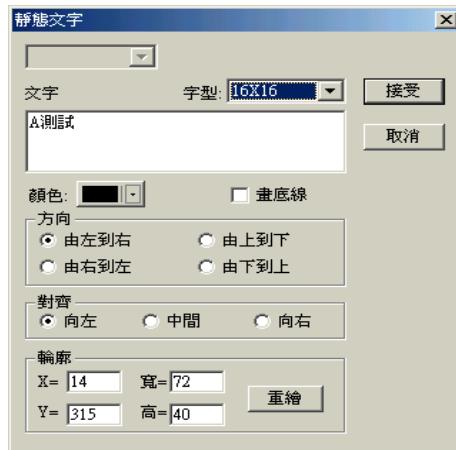 靜態文字
文字 字型: 16X16 接受
A測試
取消
顏色: 畫底線
方向
由左到右 由上到下
由右到左 由下到上
對齊
向左 中間 向右
輪廓
X= 14 寬= 72
重繪
Y= 315 高= 40